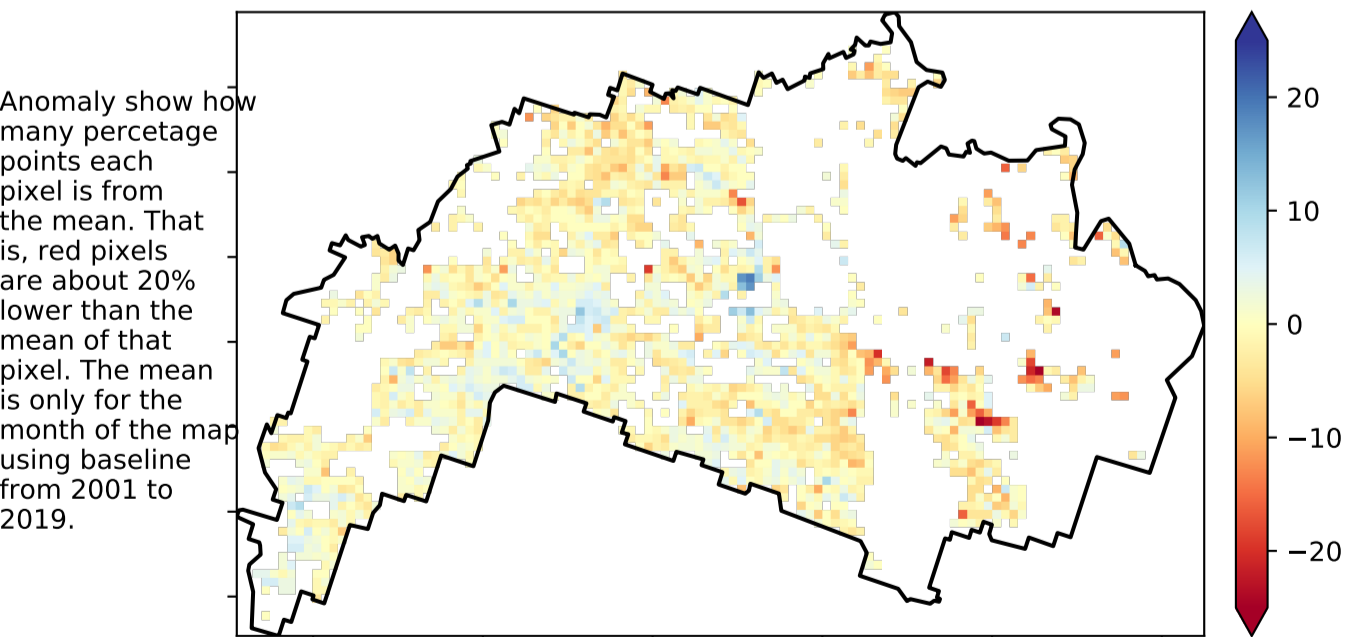 Anomaly show how
many percetage
points each
pixel is from
the mean. That
is, red pixels
are about 20%
lower than the
mean of that
pixel. The mean
is only for the
month of the map
using baseline
from 2001 to
2019.
20
10
0
−10
−20